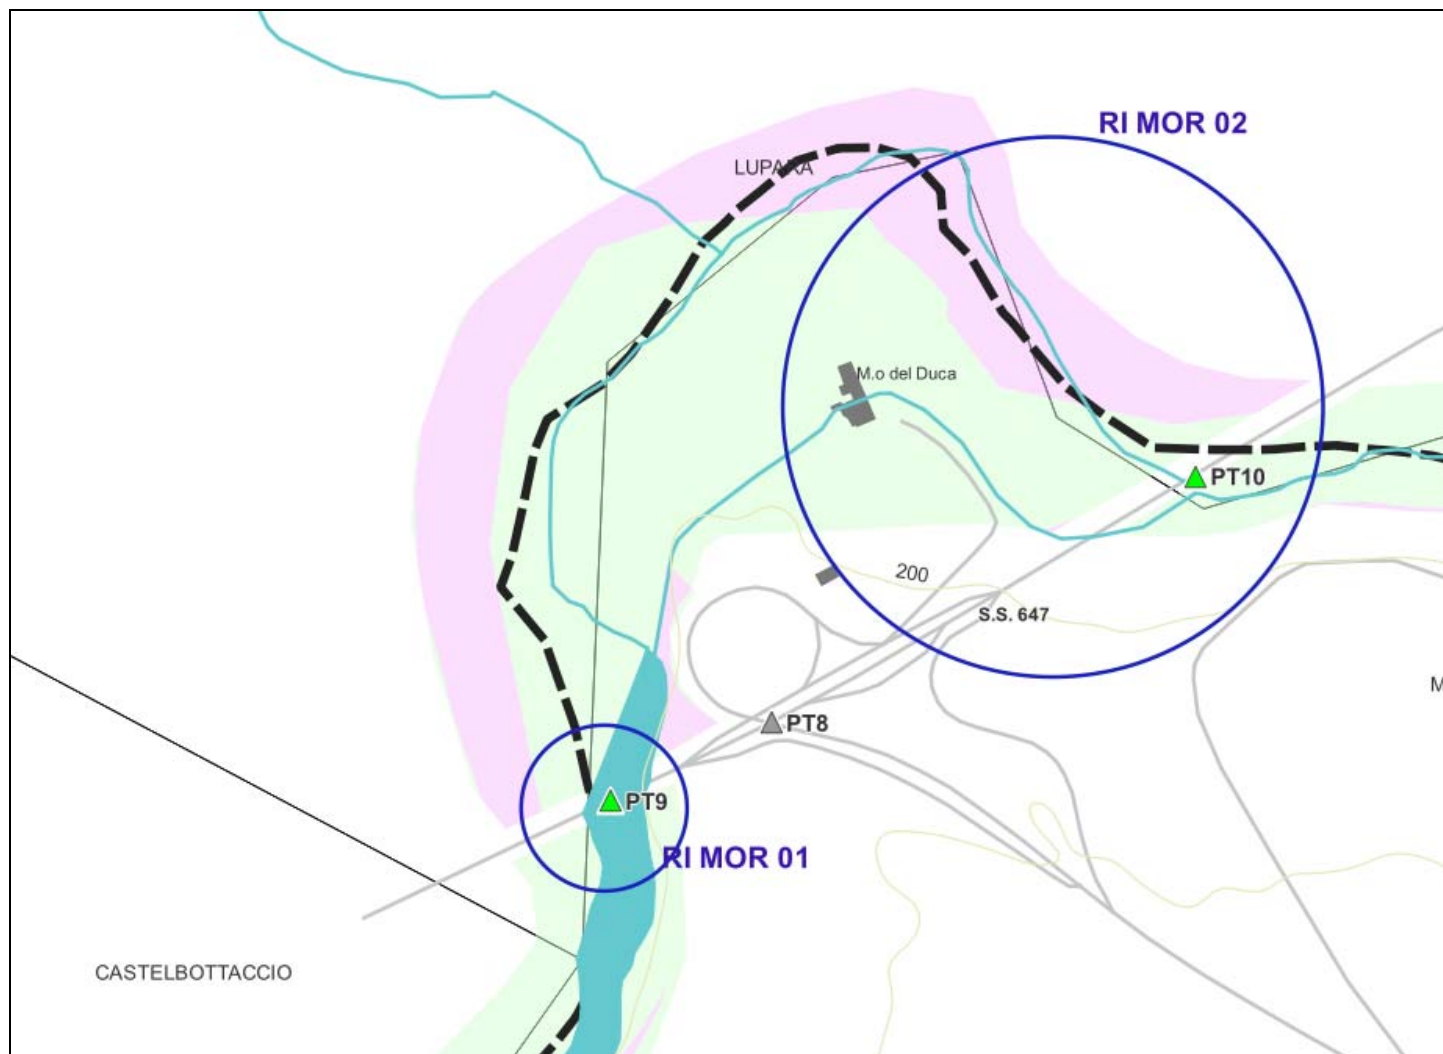 RI MOR 02
LUPARA
M.o del Duca
PT10
200
S.S. 647
M
PT8
PT9
RI MOR 01
CASTELBOTTACCIO